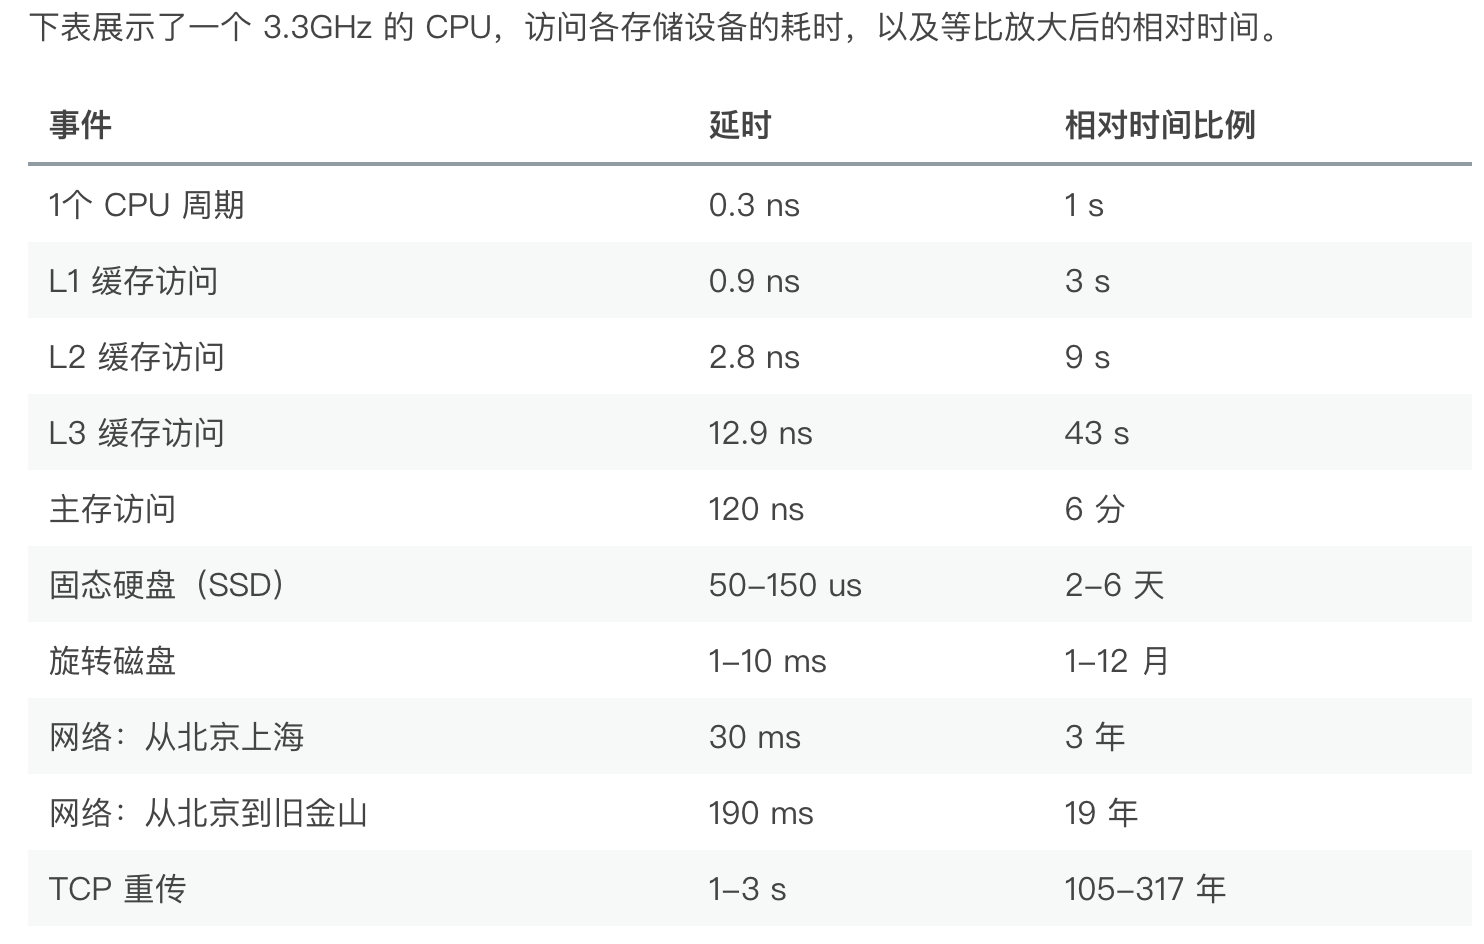 下表展示了一个 3.3GHz 的 CPU，访问各存储设备的耗时，以及等比放大后的相对时间。
事件 延时 相对时间比例
1个 CPU 周期 0.3 ns 1 s
L1 缓存访问 0.9 ns 3 s
L2 缓存访问 2.8 ns 9 s
L3 缓存访问 12.9 ns 43 s
主存访问 120 ns 6 分
固态硬盘（SSD） 50–150 us 2–6 天
旋转磁盘 1–10 ms 1–12 月
网络：从北京上海 30 ms 3 年
网络：从北京到旧金山 190 ms 19 年
TCP 重传 1–3 s 105–317 年